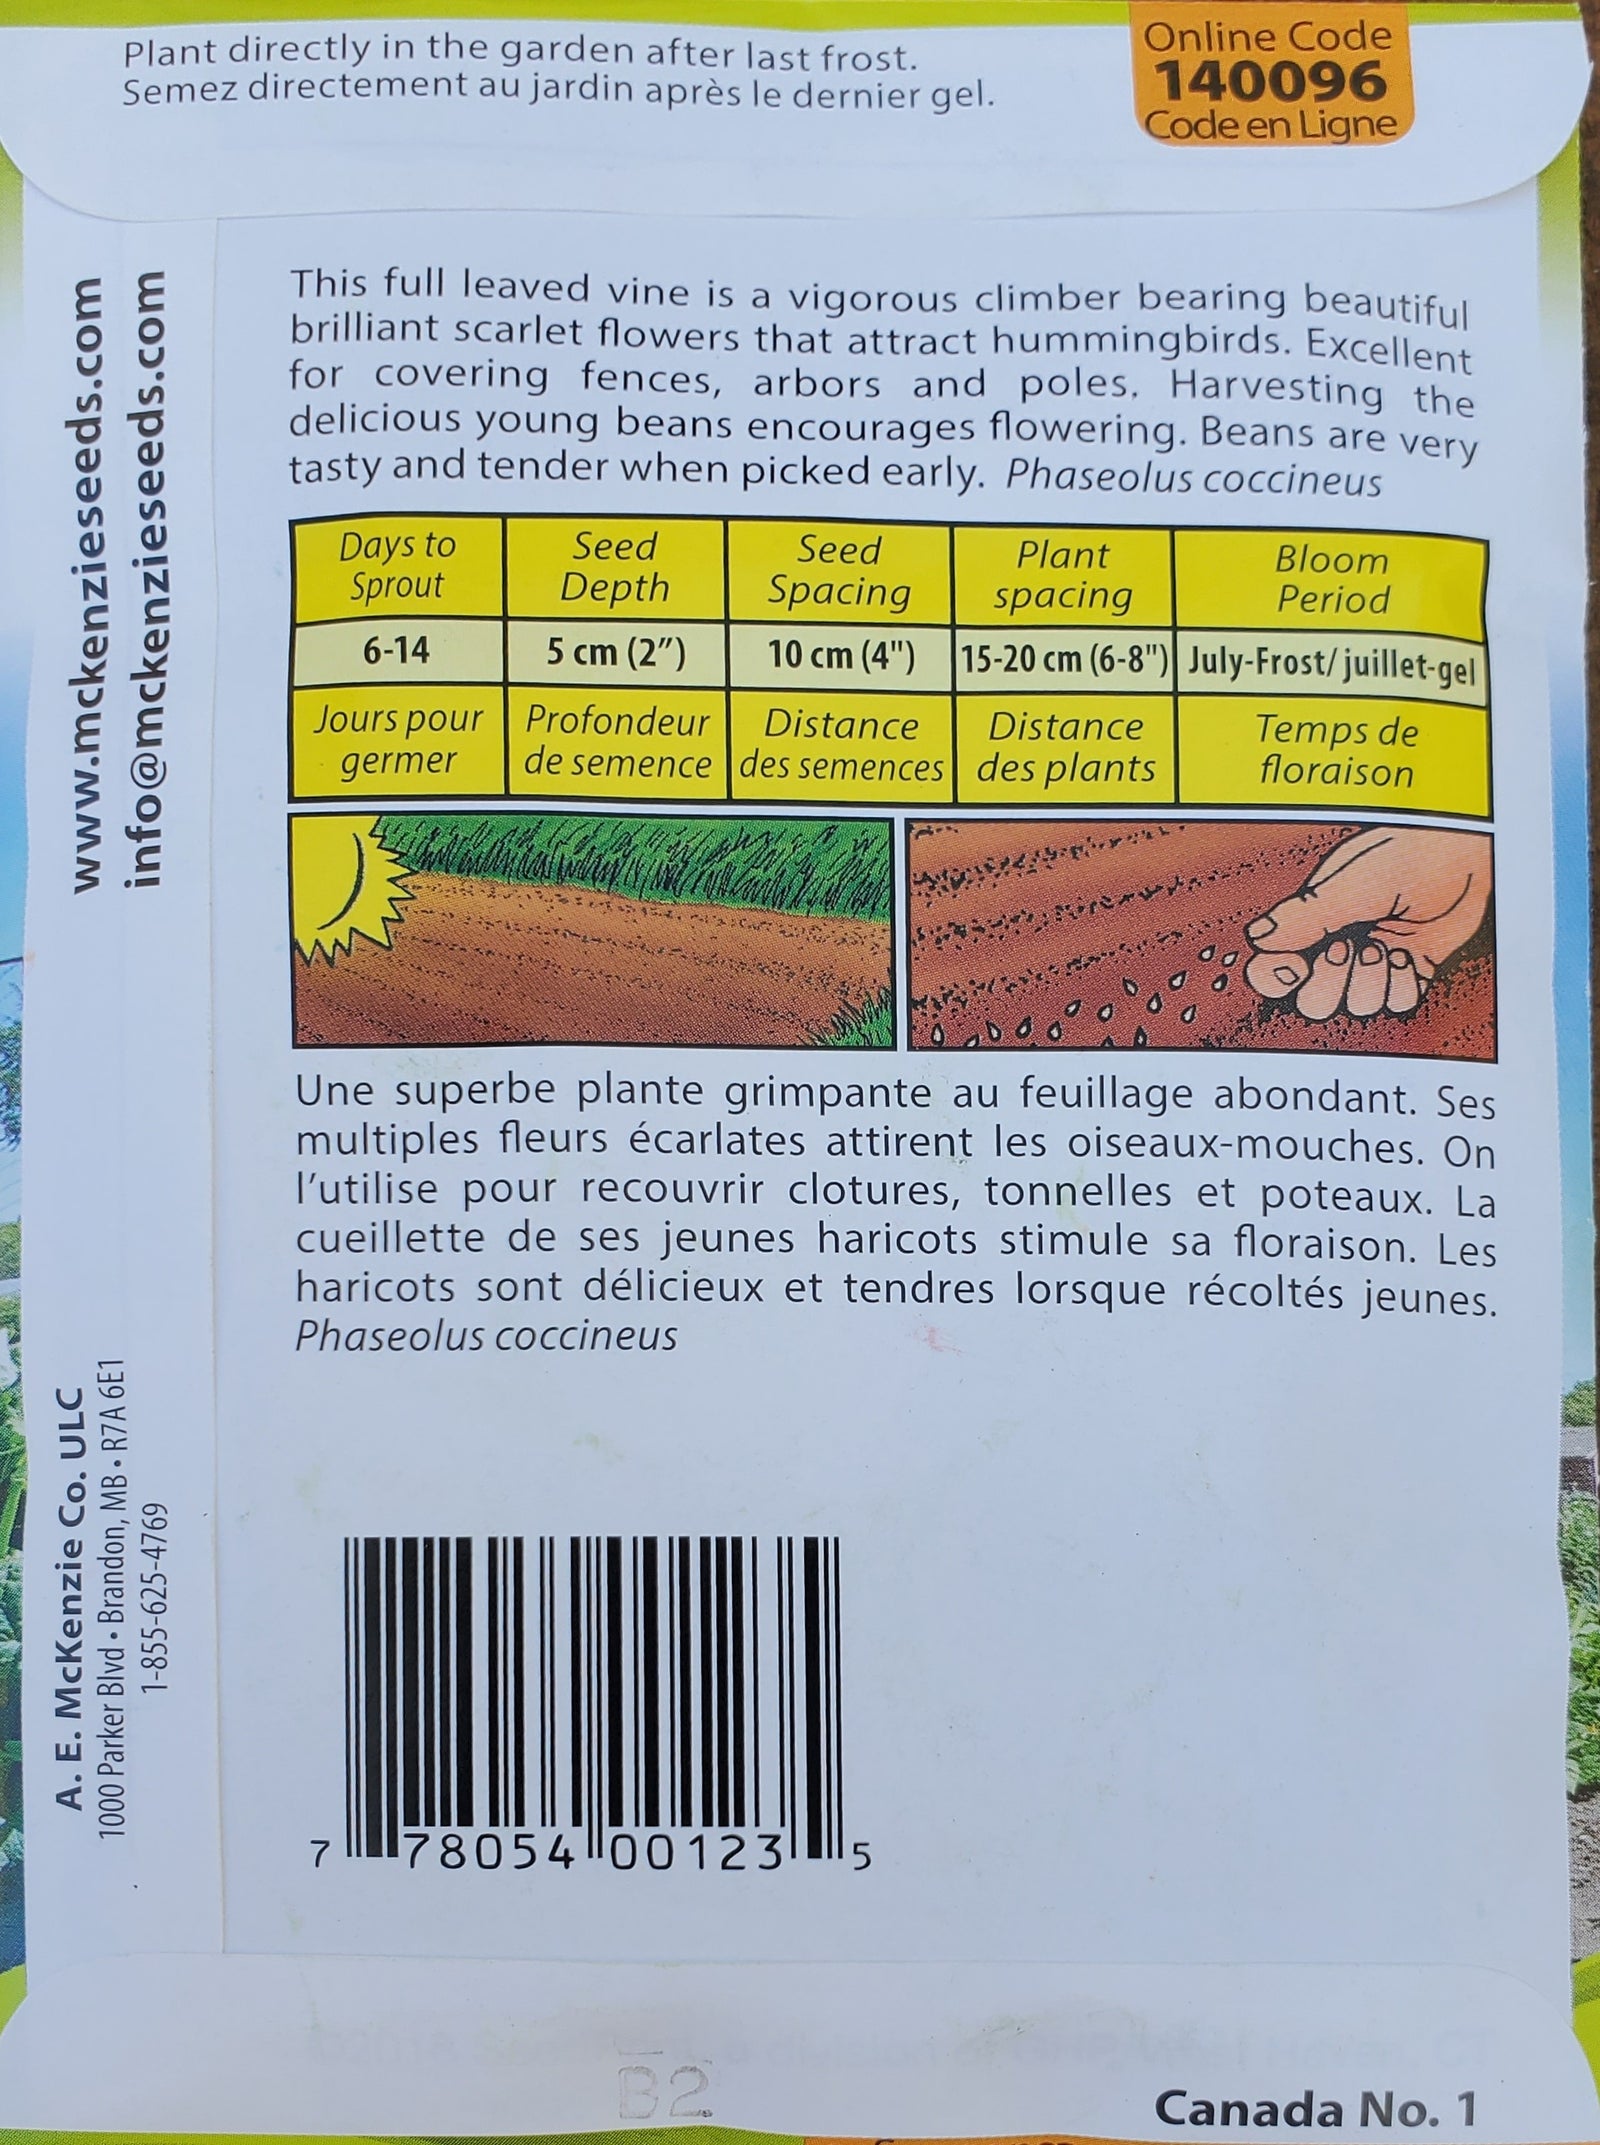 Plant directly in the garden after last frost.
Semez directement au jardin après le dernier gel.
Online Code
140096
Code en Ligne
www.mckenzieseeds.com
info@mckenzieseeds.com
This full leaved vine is a vigorous climber bearing beautiful
brilliant scarlet flowers that attract hummingbirds. Excellent
for covering fences, arbors and poles. Harvesting the
delicious young beans encourages flowering. Beans are very
tasty and tender when picked early. Phaseolus coccineus
Days to Sprout
Seed Depth
Seed Spacing
Plant spacing
Bloom Period
6-14
5 cm (2")
10 cm (4")
15-20 cm (6-8")
July-Frost/ juillet-gel
Jours pour germer
Profondeur de semence
Distance des semences
Distance des plants
Temps de floraison
Une superbe plante grimpante au feuillage abondant. Ses
multiples fleurs écarlates attirent les oiseaux-mouches. On
l'utilise pour recouvrir clotures, tonnelles et poteaux. La
cueillette de ses jeunes haricots stimule sa floraison. Les
haricots sont délicieux et tendres lorsque récoltés jeunes.
Phaseolus coccineus
A. E. McKenzie Co. ULC
1000 Parker Blvd • Brandon, MB • R7A 6E1
1-855-625-4769
7 78054 00123 5
B2
Canada No. 1